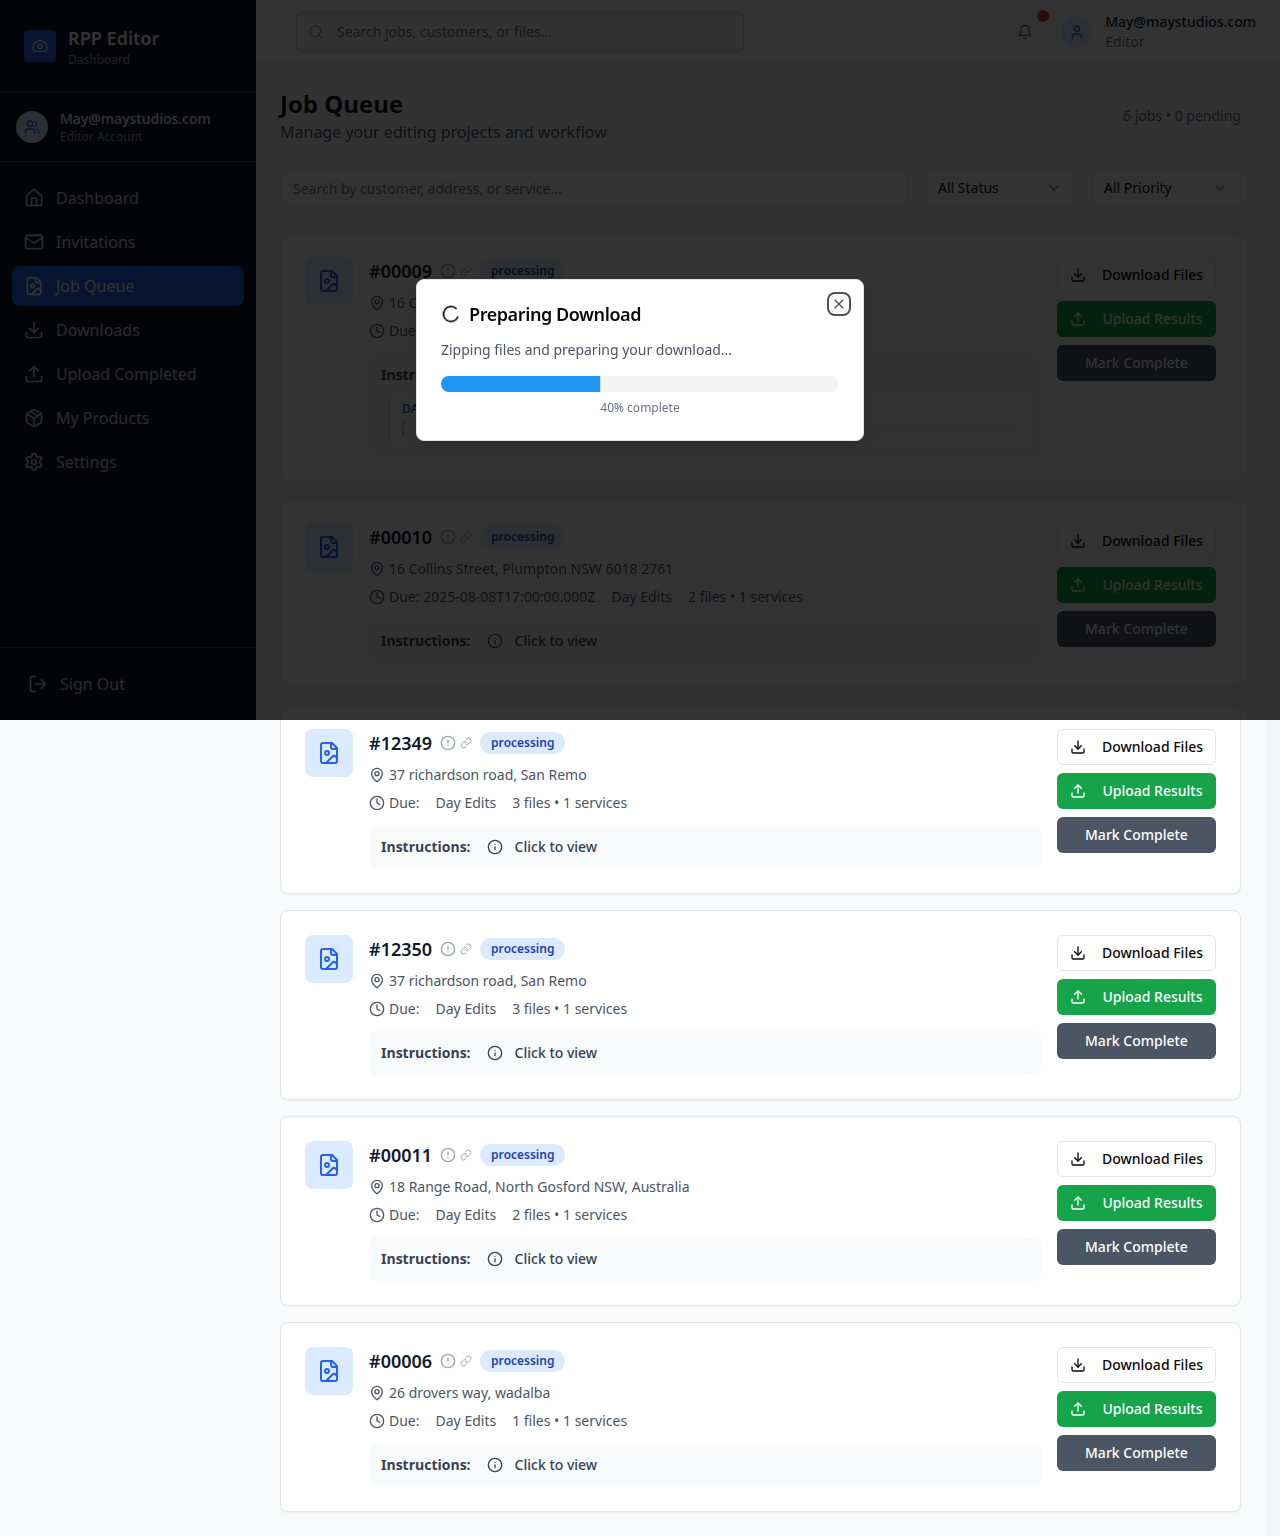 RPP Editor
Dashboard
May@maystudios.com
Editor Account
Dashboard
Invitations
Job Queue
Downloads
Upload Completed
My Products
Settings
Sign Out
Search jobs, customers, or files...
May@maystudios.com
Editor
Job Queue
Manage your editing projects and workflow
6 jobs • 0 pending
Search by customer, address, or service...
All Status
All Priority
#00009
processing
16 C
Due
Instr
DA
Download Files
Upload Results
Mark Complete
Preparing Download
Zipping files and preparing your download...
40% complete
#00010
processing
16 Collins Street, Plumpton NSW 6018 2761
Due: 2025-08-08T17:00:00.000Z Day Edits 2 files • 1 services
Instructions: Click to view
Download Files
Upload Results
Mark Complete
#12349
processing
37 richardson road, San Remo
Due: Day Edits 3 files • 1 services
Instructions: Click to view
Download Files
Upload Results
Mark Complete
#12350
processing
37 richardson road, San Remo
Due: Day Edits 3 files • 1 services
Instructions: Click to view
Download Files
Upload Results
Mark Complete
#00011
processing
18 Range Road, North Gosford NSW, Australia
Due: Day Edits 2 files • 1 services
Instructions: Click to view
Download Files
Upload Results
Mark Complete
#00006
processing
26 drovers way, wadalba
Due: Day Edits 1 files • 1 services
Instructions: Click to view
Download Files
Upload Results
Mark Complete